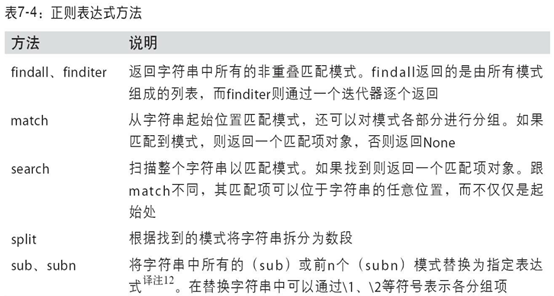 表7-4：正则表达式方法
方法 说明
findall、finditer 返回字符串中所有的非重叠匹配模式。findall返回的是由所有模式
组成的列表，而finditer则通过一个迭代器逐个返回
match 从字符串起始位置匹配模式，还可以对模式各部分进行分组。如果
匹配到模式，则返回一个匹配项对象，否则返回None
search 扫描整个字符串以匹配模式。如果找到则返回一个匹配项对象。跟
match不同，其匹配项可以位于字符串的任意位置，而不仅仅是起
始处
split 根据找到的模式将字符串拆分为数段
sub、subn 将字符串中所有的（sub）或前n个（subn）模式替换为指定表达
式译注12。在替换字符串中可以通过\1、\2等符号表示各分组项